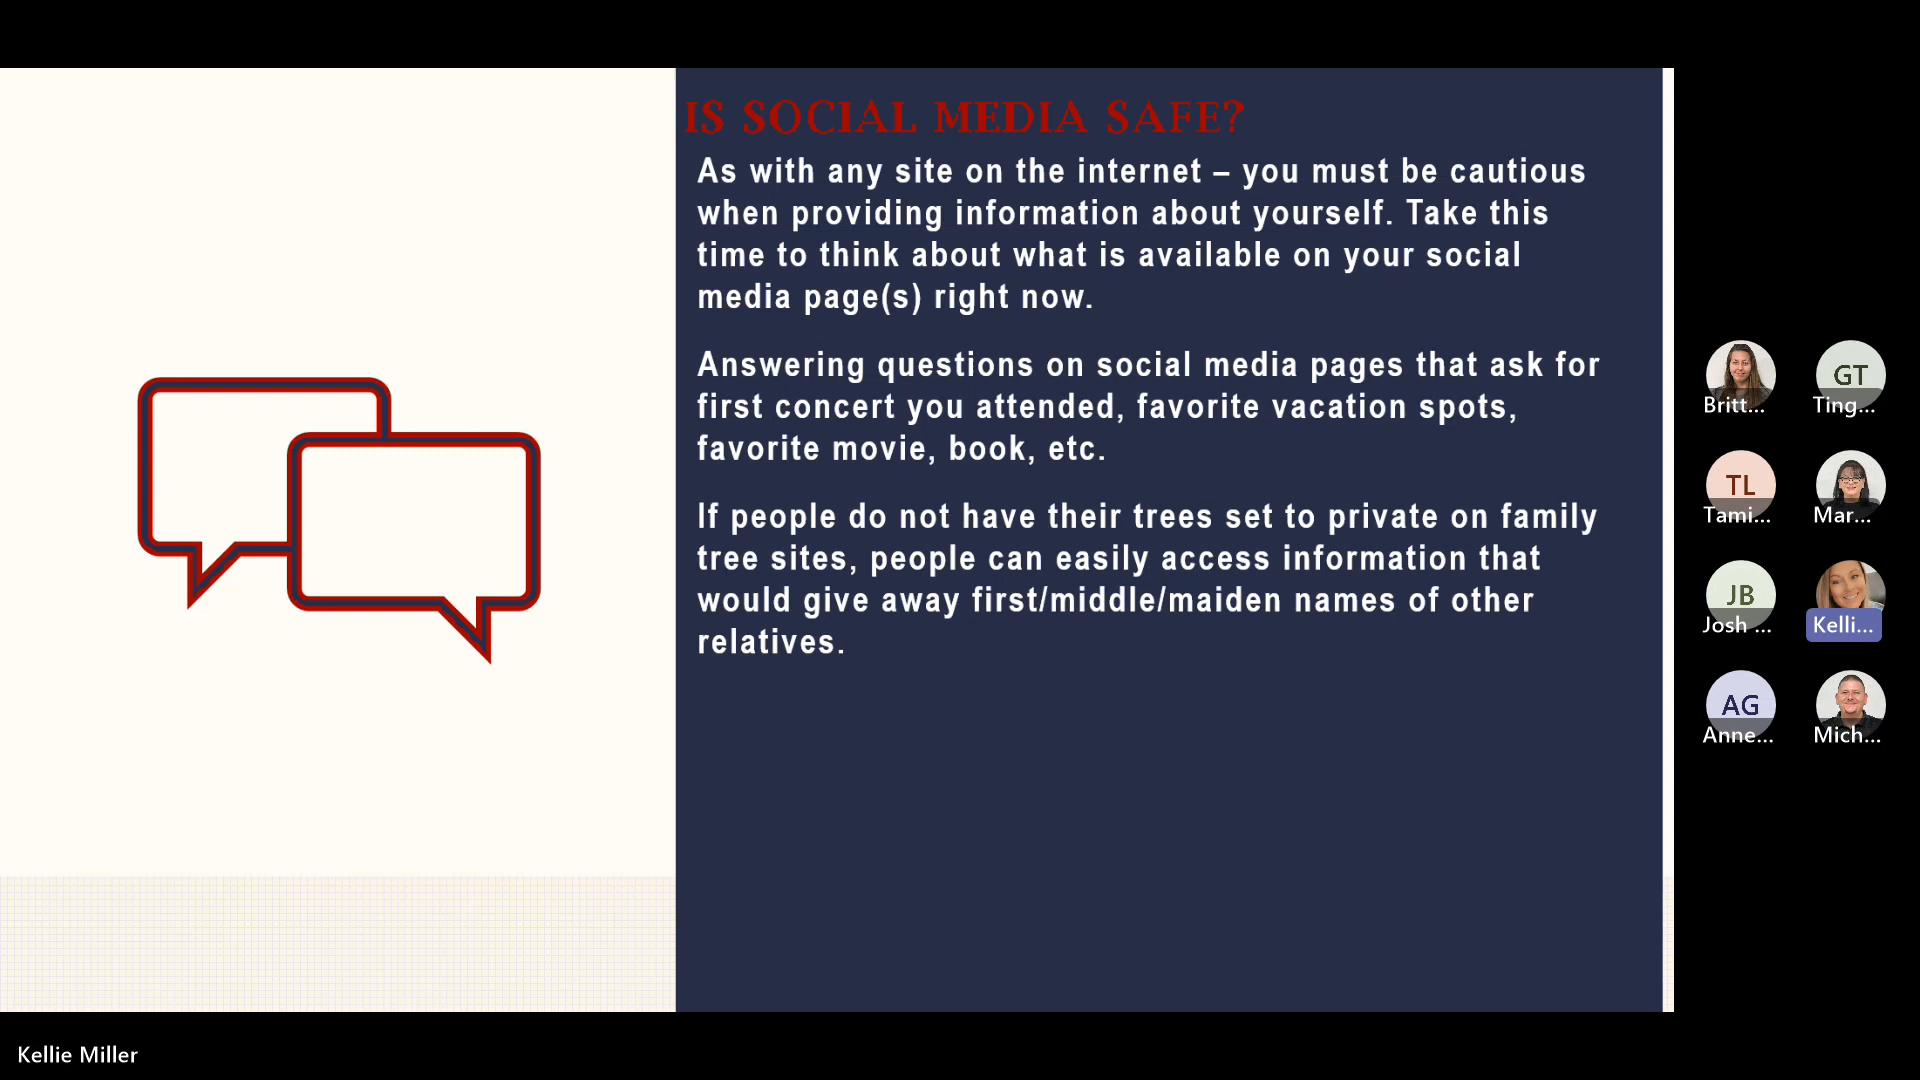 IS SOCIAL MEDIA SAFE?
As with any site on the internet – you must be cautious
when providing information about yourself. Take this
time to think about what is available on your social
media page(s) right now.
Answering questions on social media pages that ask for
first concert you attended, favorite vacation spots,
favorite movie, book, etc.
If people do not have their trees set to private on family
tree sites, people can easily access information that
would give away first/middle/maiden names of other
relatives.
Britt...
GT
Ting...
TL
Tami...
Mar...
JB
Josh ...
Kelli...
AG
Anne...
Mich...
Kellie Miller